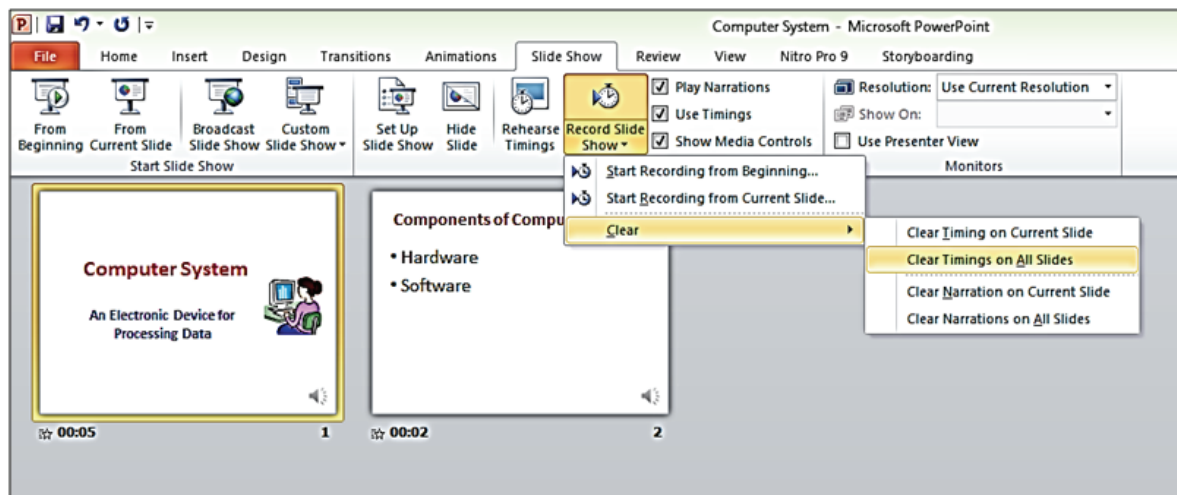 Computer System - Microsoft PowerPoint
File Home Insert Design Transitions Animations Slide Show Review View Nitro Pro 9 Storyboarding
From Beginning
From Current Slide
Broadcast Slide Show
Custom Slide Show
Set Up Slide Show
Hide Slide
Rehearse Timings
Record Slide Show
Play Narrations
Use Timings
Show Media Controls
Resolution: Use Current Resolution
Show On:
Use Presenter View
Start Slide Show
Monitors
Start Recording from Beginning...
Start Recording from Current Slide...
Clear
Clear Timing on Current Slide
Clear Timings on All Slides
Clear Narration on Current Slide
Clear Narrations on All Slides
Computer System
An Electronic Device for
Processing Data
00:05 1
Components of Compu
• Hardware
• Software
00:02 2